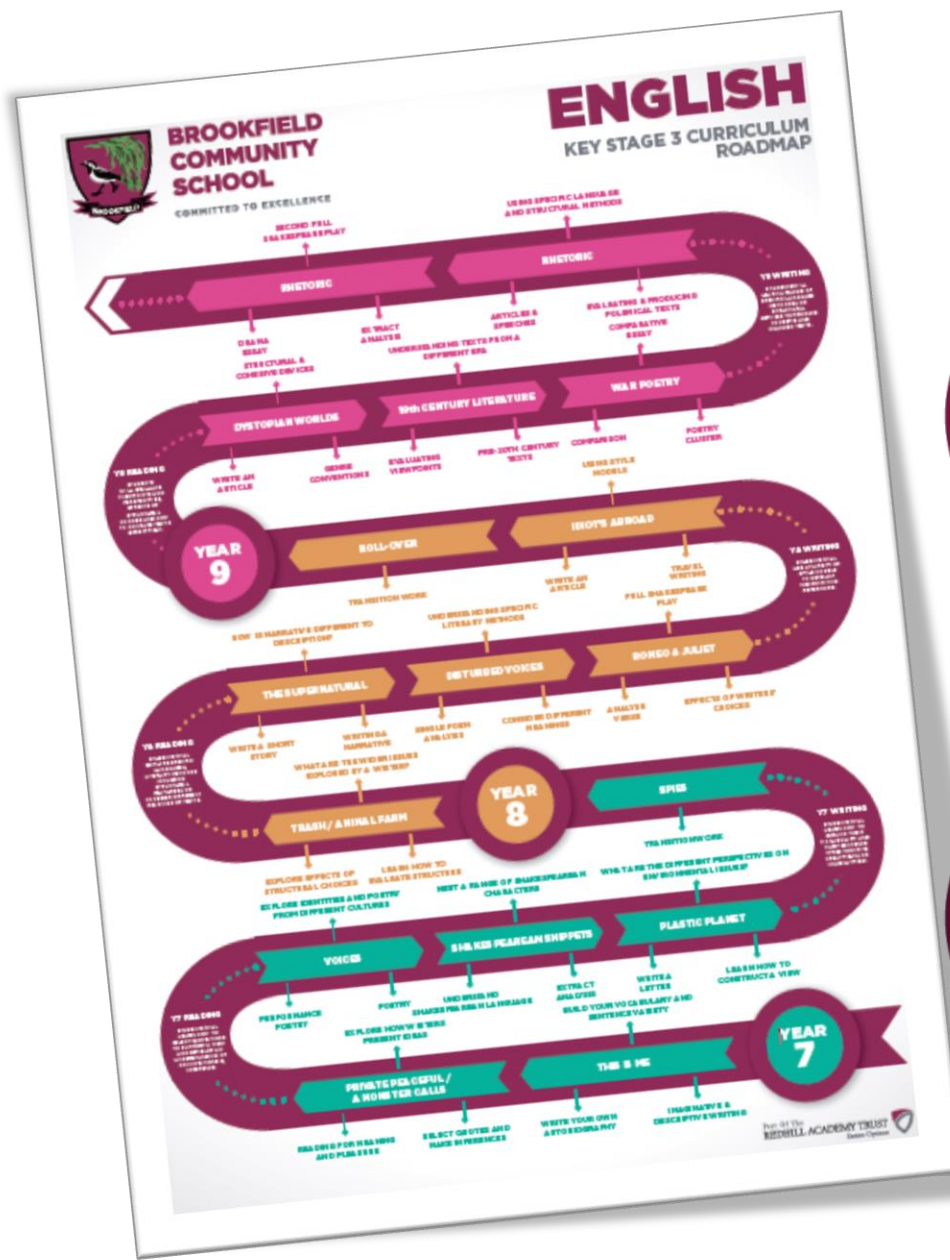 BROOKFIELD
COMMUNITY
SCHOOL
COMMITTED TO EXCELLENCE
BROOKFIELD
ENGLISH
KEY STAGE 3 CURRICULUM
ROADMAP
SECOND FULL
SHAKESPEARE PLAY
USING SPECIFIC LANGUAGE
AND STRUCTURAL METHODS
RHETORIC
RHETORIC
Y9 WRITING
DRAMA
ESSAY
EXTRACT
ANALYSIS
ARTICLES &
SPEECHES
EVALUATING & PRODUCING
POLEMICAL TEXTS
STRUCTURAL &
COHESIVE DEVICES
UNDERSTANDING TEXTS FROM A
DIFFERENT ERA
COMPARATIVE
ESSAY
DYSTOPIAN WORLDS
19th CENTURY LITERATURE
WAR POETRY
Y9 READING
WRITE AN
ARTICLE
GENRE
CONVENTIONS
EVALUATING
VIEWPOINTS
PRE-20TH CENTURY
TEXTS
COMPARISON
POETRY
CLUSTER
USING STYLE
MODELS
YEAR
9
ROLL-OVER
IDIOTS ABROAD
Y8 WRITING
TRANSITION WORK
WRITE AN
ARTICLE
TRAVEL
WRITING
HOW IS NARRATIVE DIFFERENT TO
DESCRIPTION?
UNDERSTANDING SPECIFIC
LITERARY METHODS
FULL SHAKESPEARE
PLAY
THE SUPERNATURAL
DISTURBED VOICES
ROMEO & JULIET
Y8 READING
WRITE A SHORT
STORY
WRITING A
NARRATIVE
SINGLE POEM
ANALYSIS
CONSIDER DIFFERENT
MEANINGS
ANALYSE
VERSE
EFFECTS OF WRITERS'
CHOICES
WHAT ARE THE WIDER ISSUES
EXPLORED BY A WRITER?
TRASH / ANIMAL FARM
YEAR
8
SPIES
Y7 WRITING
EXPLORE EFFECTS OF
STRUCTURAL CHOICES
LEARN HOW TO
EVALUATE STRUCTURE
TRANSITION WORK
EXPLORE IDENTITIES AND POETRY
FROM DIFFERENT CULTURES
MEET A RANGE OF SHAKESPEAREAN
CHARACTERS
WHAT ARE THE DIFFERENT PERSPECTIVES ON
ENVIRONMENTAL ISSUES?
VOICES
SHAKESPEAREAN SNIPPETS
PLASTIC PLANET
Y7 READING
PERFORMANCE
POETRY
POETRY
UNDERSTAND
SHAKESPEAREAN LANGUAGE
EXTRACT
ANALYSIS
WRITE A
LETTER
LEARN HOW TO
CONSTRUCT A VIEW
EXPLORE HOW WRITERS
PRESENT IDEAS
BUILD YOUR VOCABULARY AND
SENTENCE VARIETY
PRIVATE PEACEFUL /
A MONSTER CALLS
THIS IS ME
YEAR
7
READING FOR MEANING
AND PLEASURE
SELECT QUOTES AND
MAKE INFERENCES
WRITE YOUR OWN
AUTOBIOGRAPHY
IMAGINATIVE &
DESCRIPTIVE WRITING
Part Of The
REDHILL ACADEMY TRUST